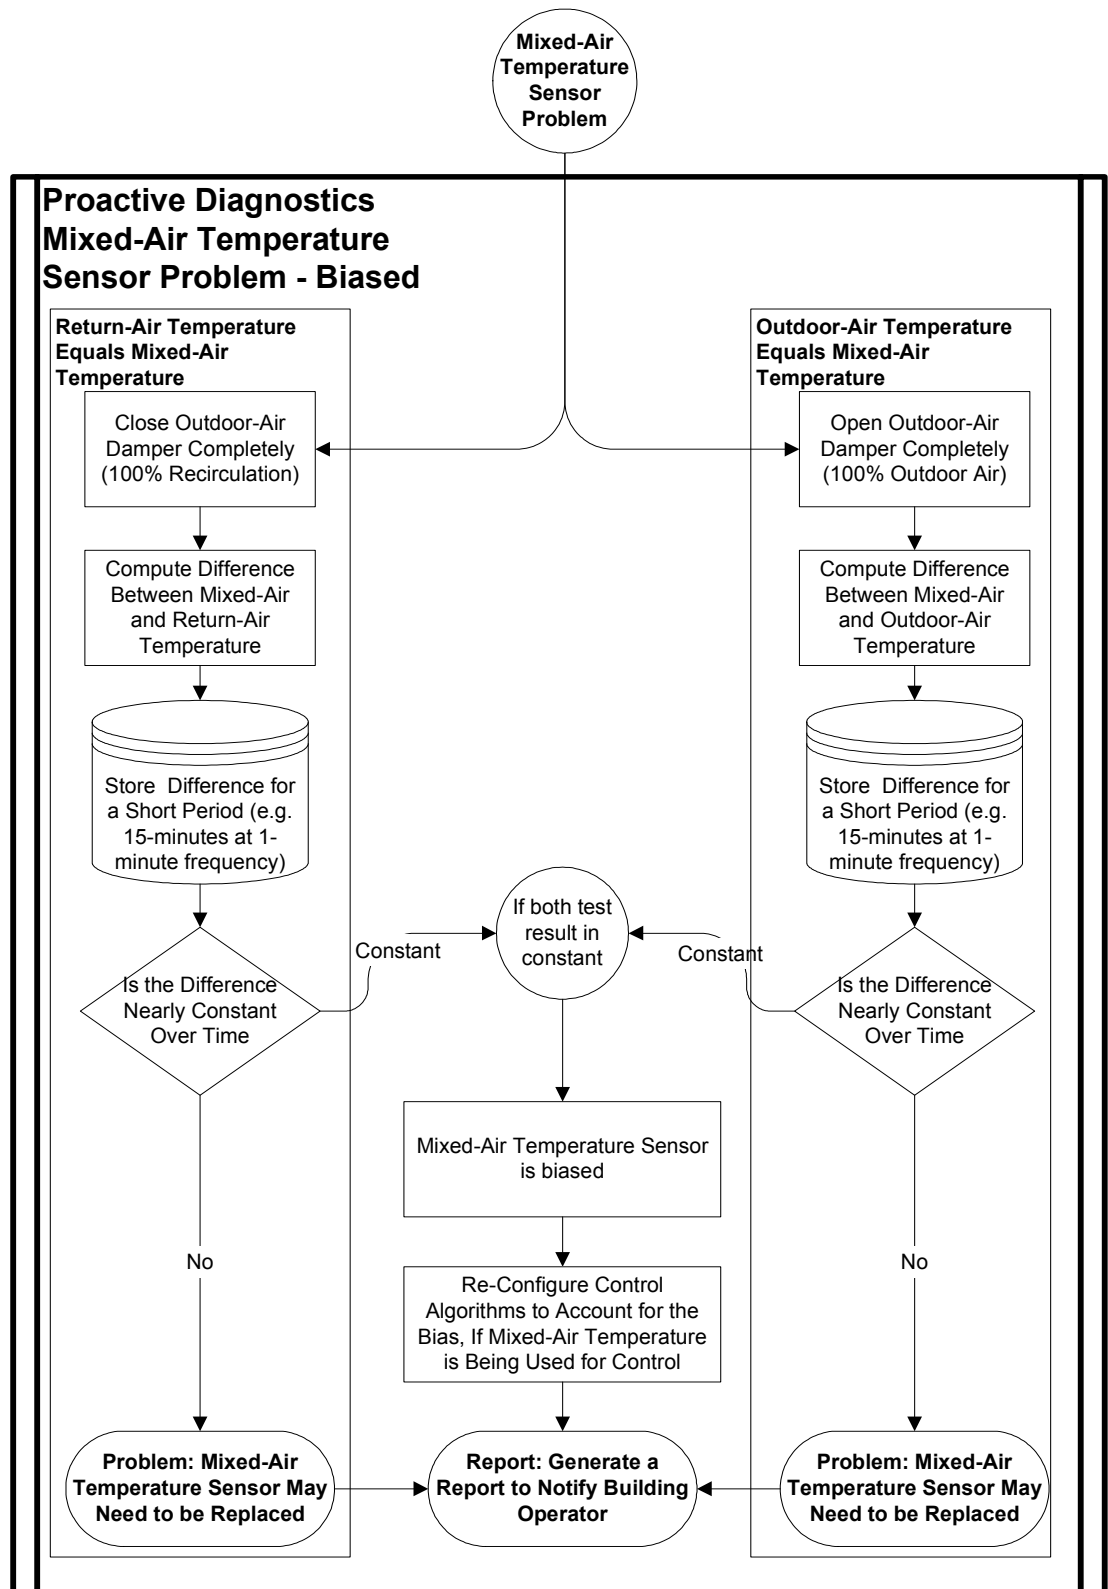 Mixed-Air
Temperature
Sensor
Problem
Proactive Diagnostics
Mixed-Air Temperature
Sensor Problem - Biased
Return-Air Temperature
Equals Mixed-Air
Temperature
Close Outdoor-Air
Damper Completely
(100% Recirculation)
Compute Difference
Between Mixed-Air
and Return-Air
Temperature
Store  Difference for
a Short Period (e.g.
15-minutes at 1-
minute frequency)
Is the Difference
Nearly Constant
Over Time
Constant
No
Problem: Mixed-Air
Temperature Sensor May
Need to be Replaced
If both test
result in
constant
Mixed-Air Temperature Sensor
is biased
Re-Configure Control
Algorithms to Account for the
Bias, If Mixed-Air Temperature
is Being Used for Control
Report: Generate a
Report to Notify Building
Operator
Outdoor-Air Temperature
Equals Mixed-Air
Temperature
Open Outdoor-Air
Damper Completely
(100% Outdoor Air)
Compute Difference
Between Mixed-Air
and Outdoor-Air
Temperature
Store  Difference for
a Short Period (e.g.
15-minutes at 1-
minute frequency)
Is the Difference
Nearly Constant
Over Time
Constant
No
Problem: Mixed-Air
Temperature Sensor May
Need to be Replaced